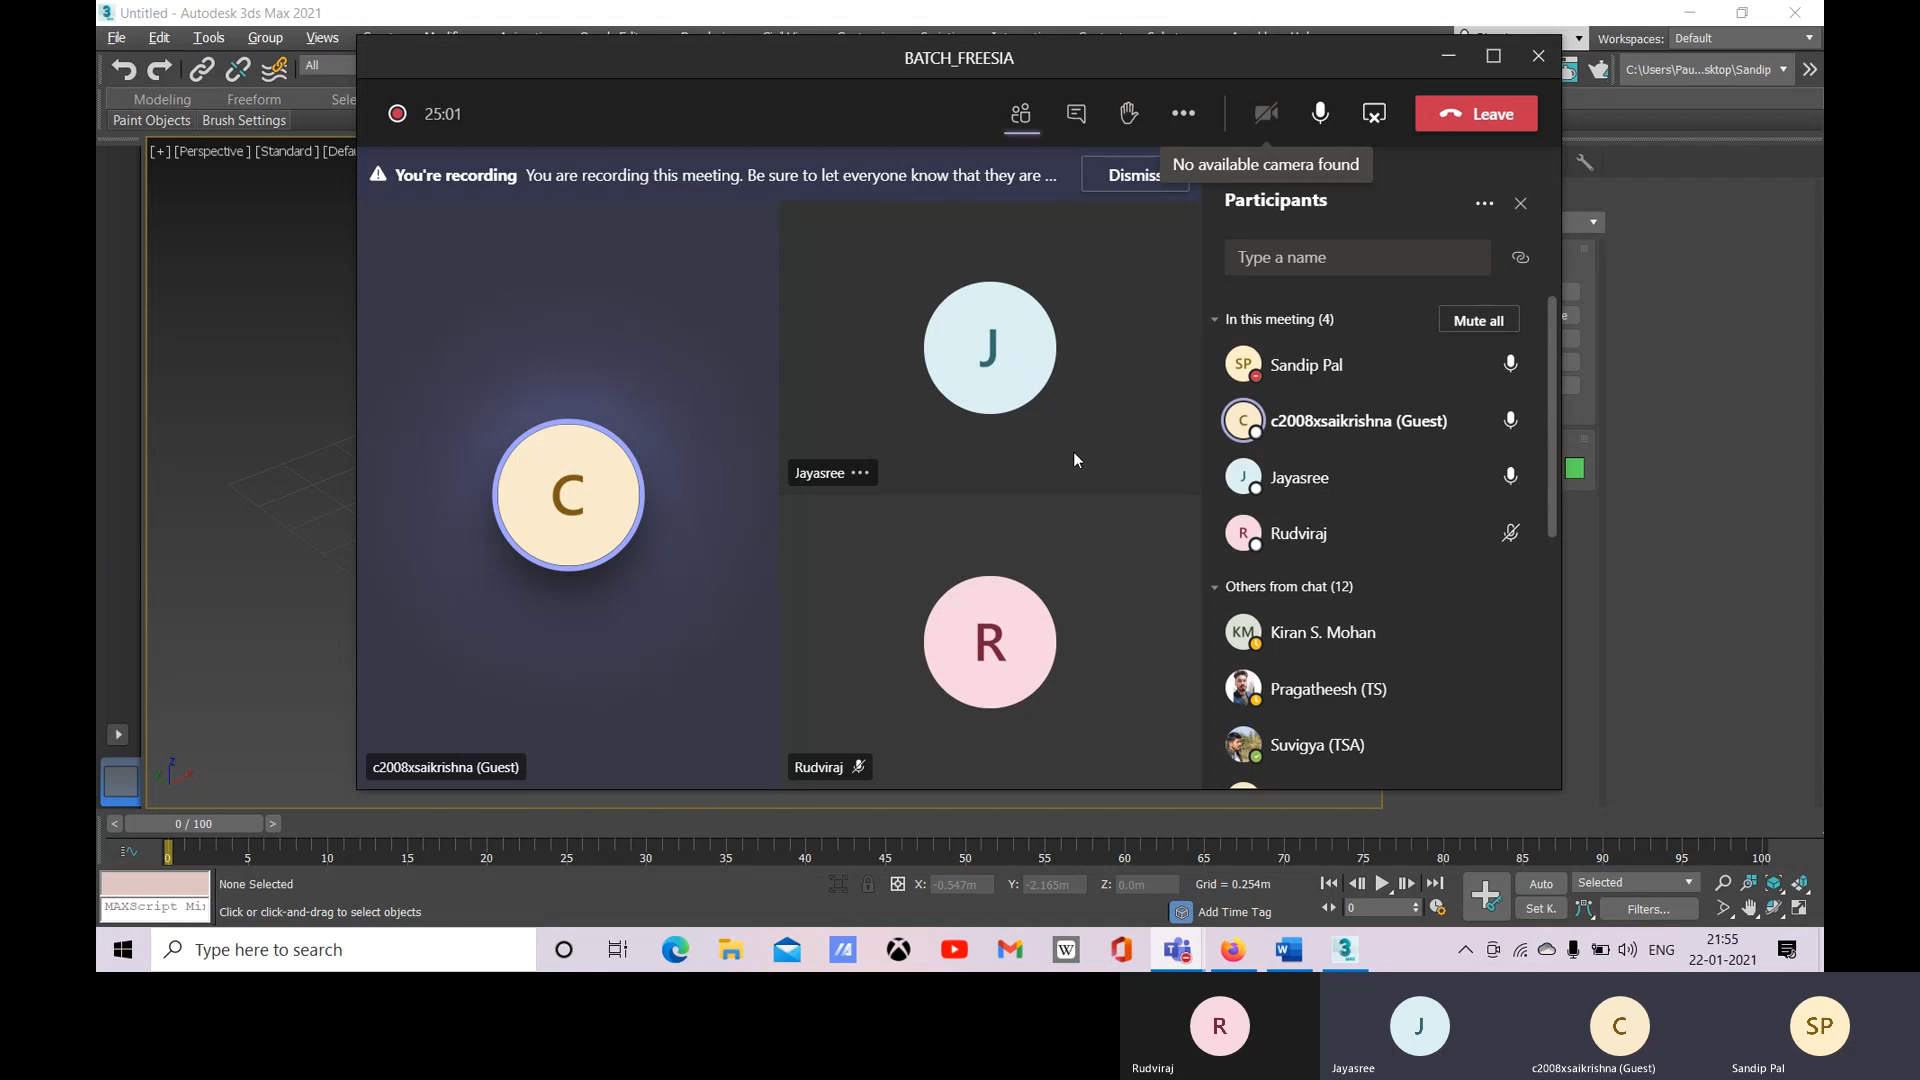 Untitled - Autodesk 3ds Max 2021
File Edit Tools Group Views
Workspaces: Default
All
C:\Users\Pau...sktop\Sandip
BATCH_FREESIA
Modeling Freeform Sele
Paint Objects Brush Settings
25:01
Leave
[+] [Perspective] [Standard] [Defau
No available camera found
You're recording You are recording this meeting. Be sure to let everyone know that they are ...
Dismiss
Participants
Type a name
In this meeting (4)
Mute all
SP Sandip Pal
C c2008xsaikrishna (Guest)
J Jayasree
R Rudviraj
Others from chat (12)
KM Kiran S. Mohan
Pragatheesh (TS)
Suvigya (TSA)
J
Jayasree
C
R
c2008xsaikrishna (Guest)
Rudviraj
z
0 / 100
0 5 10 15 20 25 30 35 40 45 50 55 60 65 70 75 80 85 90 95 100
None Selected
X: -0.547m Y: -2.165m Z: 0.0m Grid = 0.254m
Auto Selected
MAXScript Mi
Click or click-and-drag to select objects
Add Time Tag
0
Set K. Filters...
Type here to search
W
ENG
21:55
22-01-2021
R J C SP
Rudviraj Jayasree c2008xsaikrishna (Guest) Sandip Pal